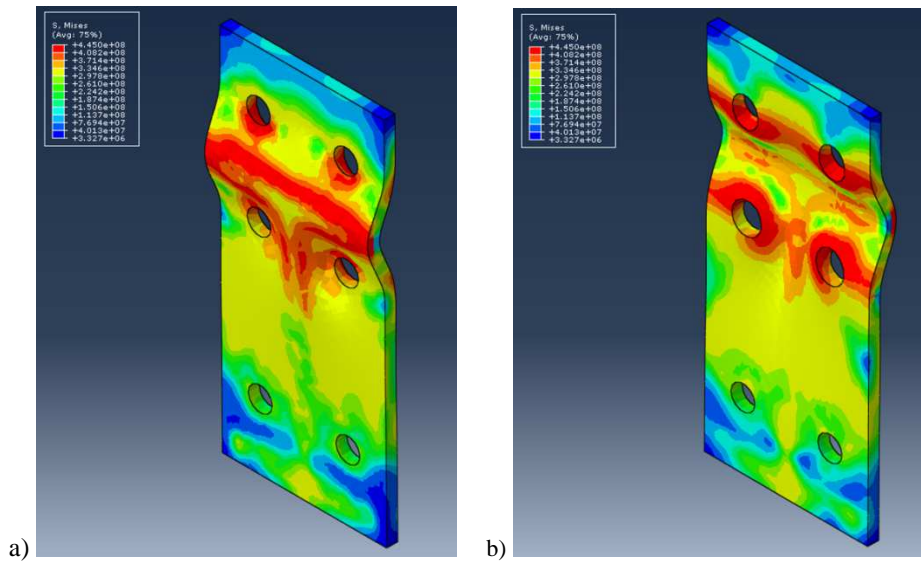 S, Mises
(Avg: 75%)
+4.450e+08
+4.082e+08
+3.714e+08
+3.346e+08
+2.978e+08
+2.610e+08
+2.242e+08
+1.874e+08
+1.506e+08
+1.137e+08
+7.694e+07
+4.013e+07
+3.327e+06
a)
S, Mises
(Avg: 75%)
+4.450e+08
+4.082e+08
+3.714e+08
+3.346e+08
+2.978e+08
+2.610e+08
+2.242e+08
+1.874e+08
+1.506e+08
+1.137e+08
+7.694e+07
+4.013e+07
+3.327e+06
b)